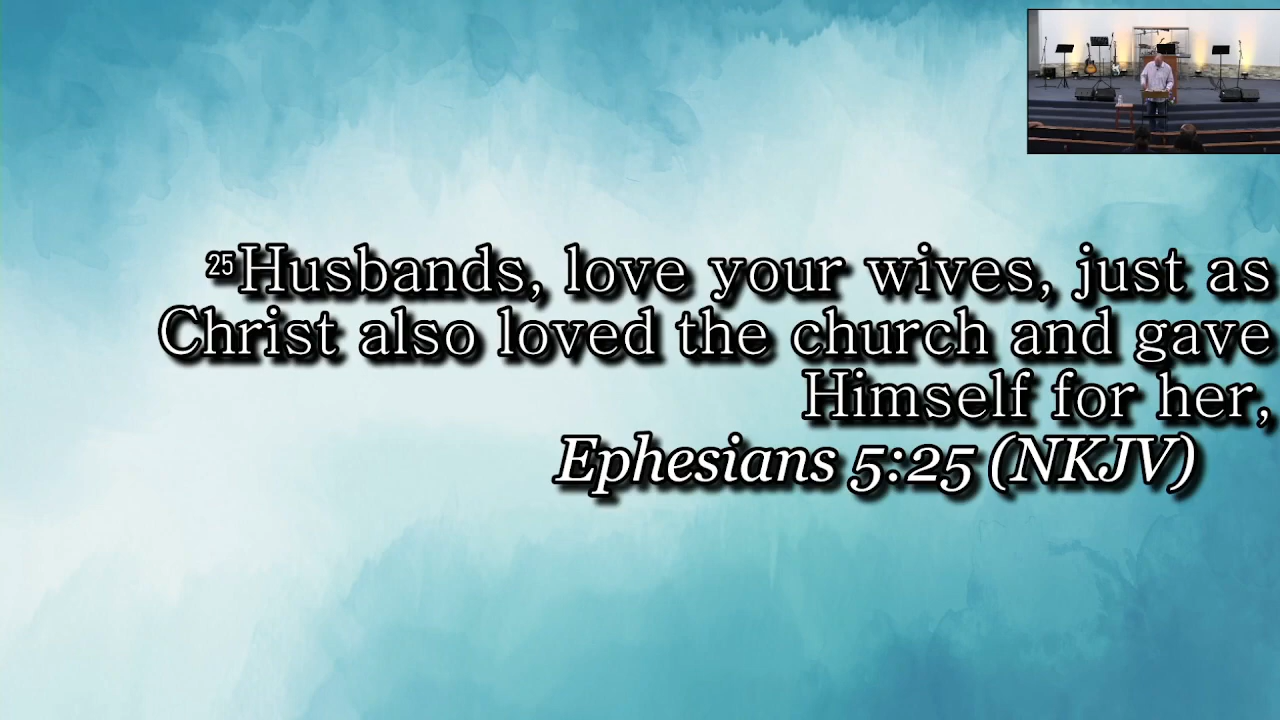 25Husbands, love your wives, just as
Christ also loved the church and gave
Himself for her,
Ephesians 5:25 (NKJV)